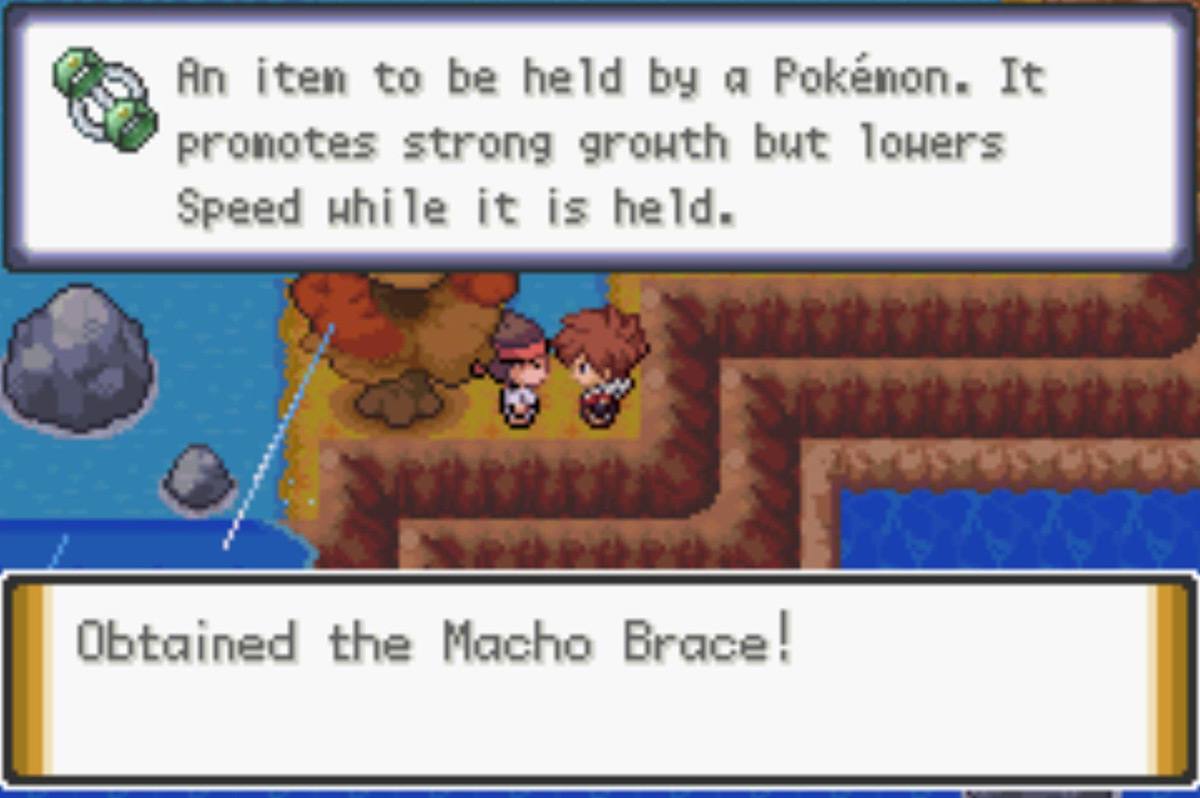 An item to be held by a Pokémon. It
promotes strong growth but lowers
Speed while it is held.
Obtained the Macho Brace!